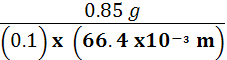 0.85 g
(0.1) x (66.4 x10⁻³ m)